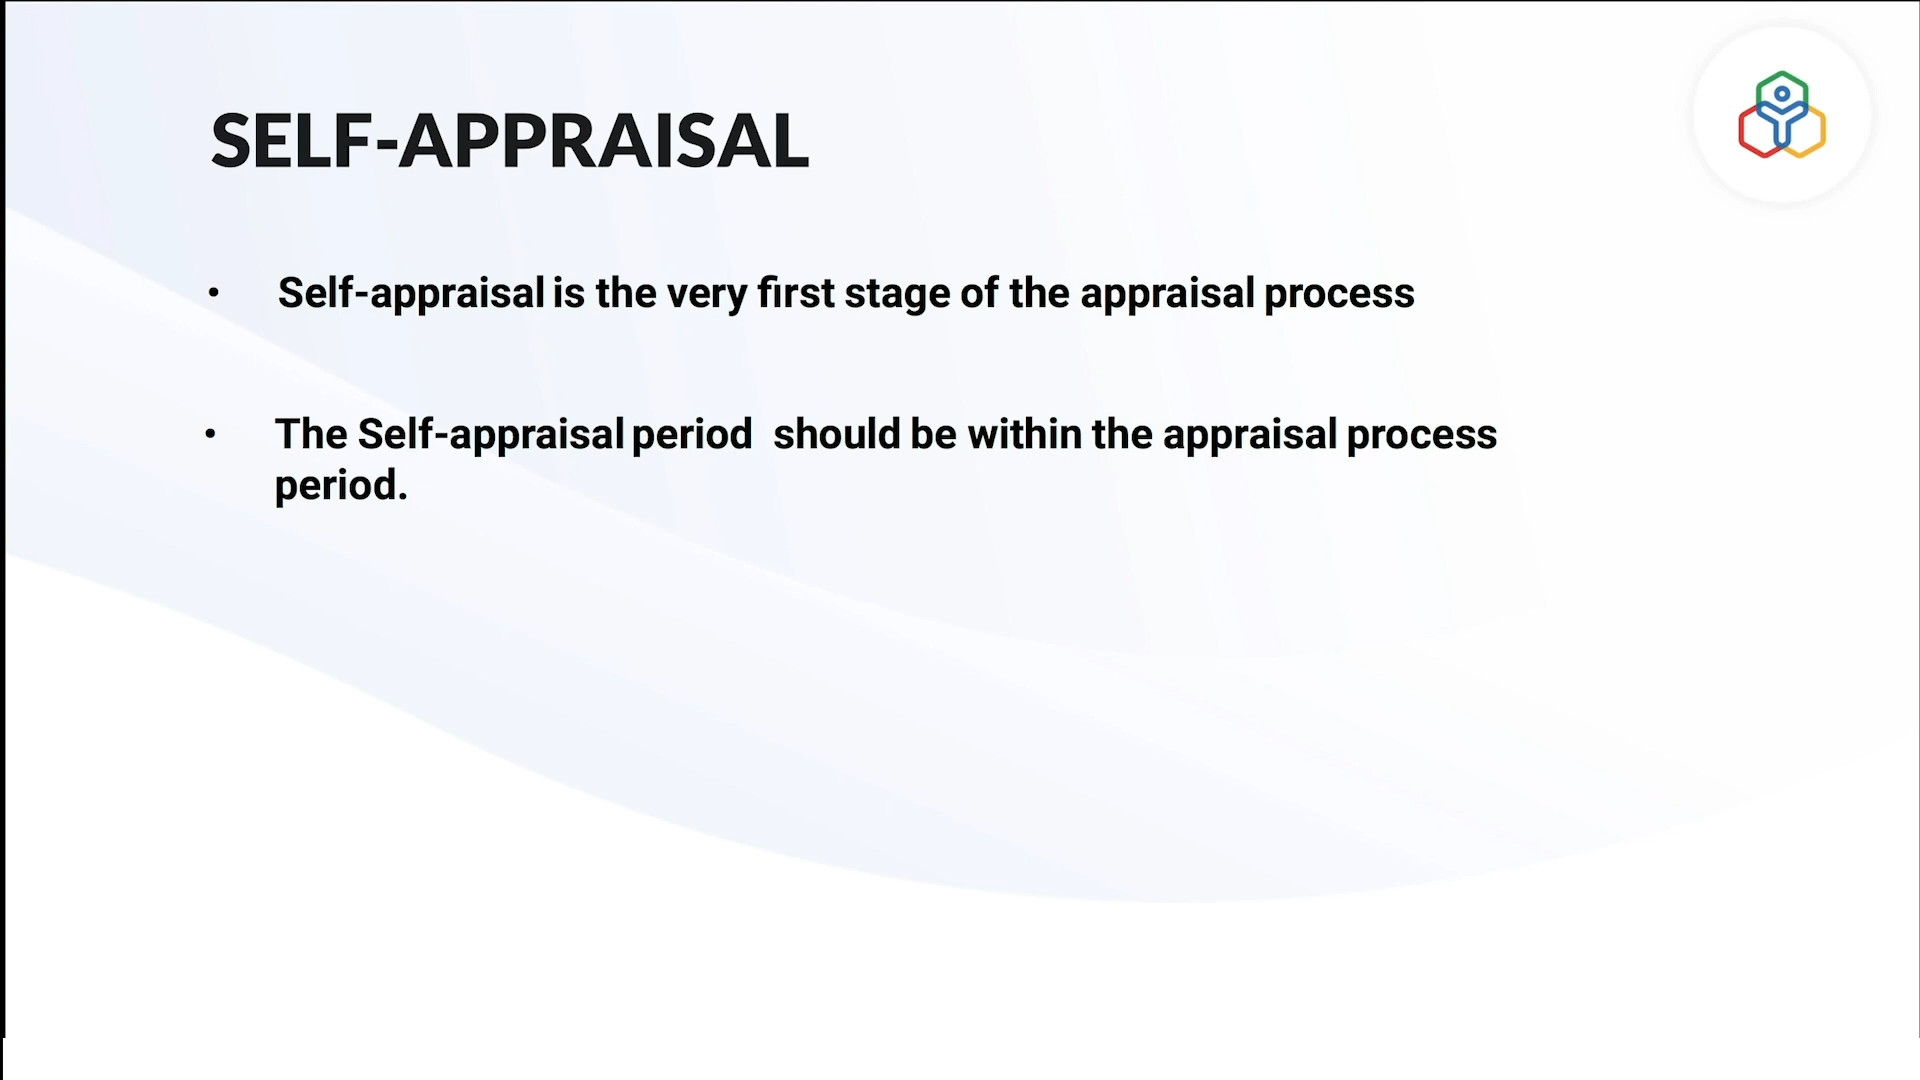 SELF-APPRAISAL
• Self-appraisal is the very first stage of the appraisal process
• The Self-appraisal period  should be within the appraisal process
period.